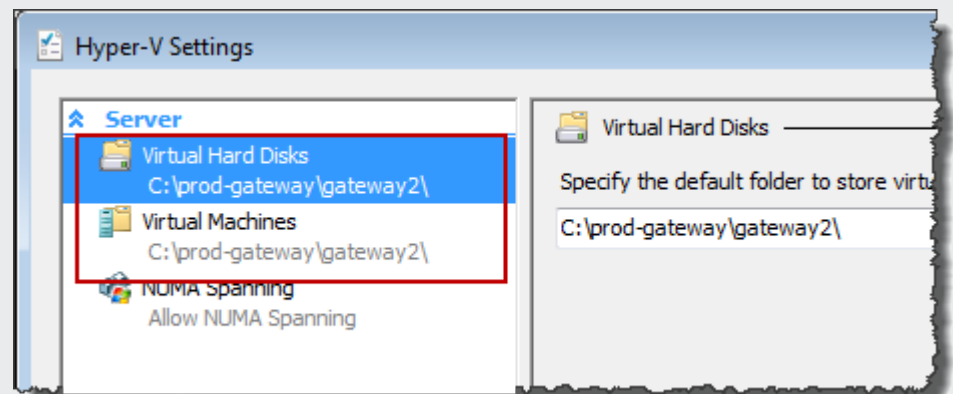 Hyper-V Settings
Server
Virtual Hard Disks
C:\prod-gateway\gateway2\
Virtual Machines
C:\prod-gateway\gateway2\
NUMA Spanning
Allow NUMA Spanning
Virtual Hard Disks
Specify the default folder to store
C:\prod-gateway\gateway2\